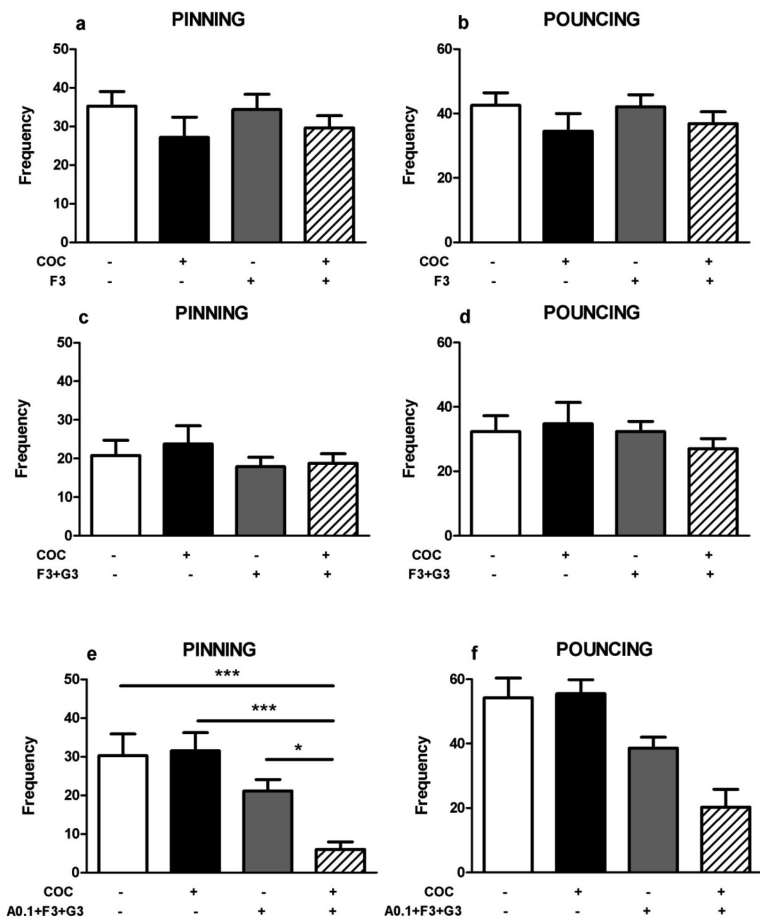 a PINNING
50
40
30
20
10
0
Frequency
COC - + - +
F3 - - + +
b POUNCING
60
40
20
0
Frequency
COC - + - +
F3 - - + +
c PINNING
50
40
30
20
10
0
Frequency
COC - + - +
F3+G3 - - + +
d POUNCING
60
40
20
0
Frequency
COC - + - +
F3+G3 - - + +
e PINNING
50
40
30
20
10
0
Frequency
***
***
*
COC - + - +
A0.1+F3+G3 - - + +
f POUNCING
60
40
20
0
Frequency
COC - + - +
A0.1+F3+G3 - - + +